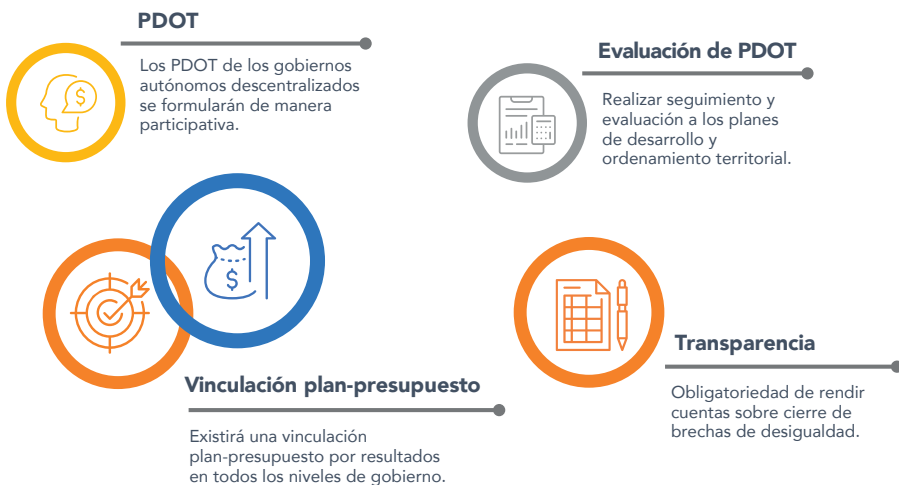 PDOT
Los PDOT de los gobiernos
autónomos descentralizados
se formularán de manera
participativa.
$
Evaluación de PDOT
Realizar seguimiento y
evaluación a los planes
de desarrollo y
ordenamiento territorial.
$
Vinculación plan-presupuesto
Existirá una vinculación
plan-presupuesto por resultados
en todos los niveles de gobierno.
Transparencia
Obligatoriedad de rendir
cuentas sobre cierre de
brechas de desigualdad.